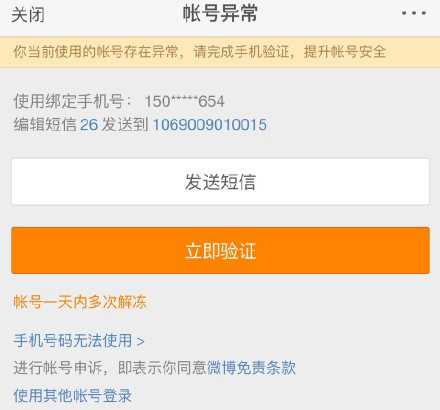 关闭 帐号异常 •••
你当前使用的帐号存在异常，请完成手机验证，提升帐号安全
使用绑定手机号： 150*****654
编辑短信 26 发送到 1069009010015
发送短信
立即验证
帐号一天内多次解冻
手机号码无法使用 >
进行帐号申诉，即表示你同意微博免责条款
使用其他帐号登录